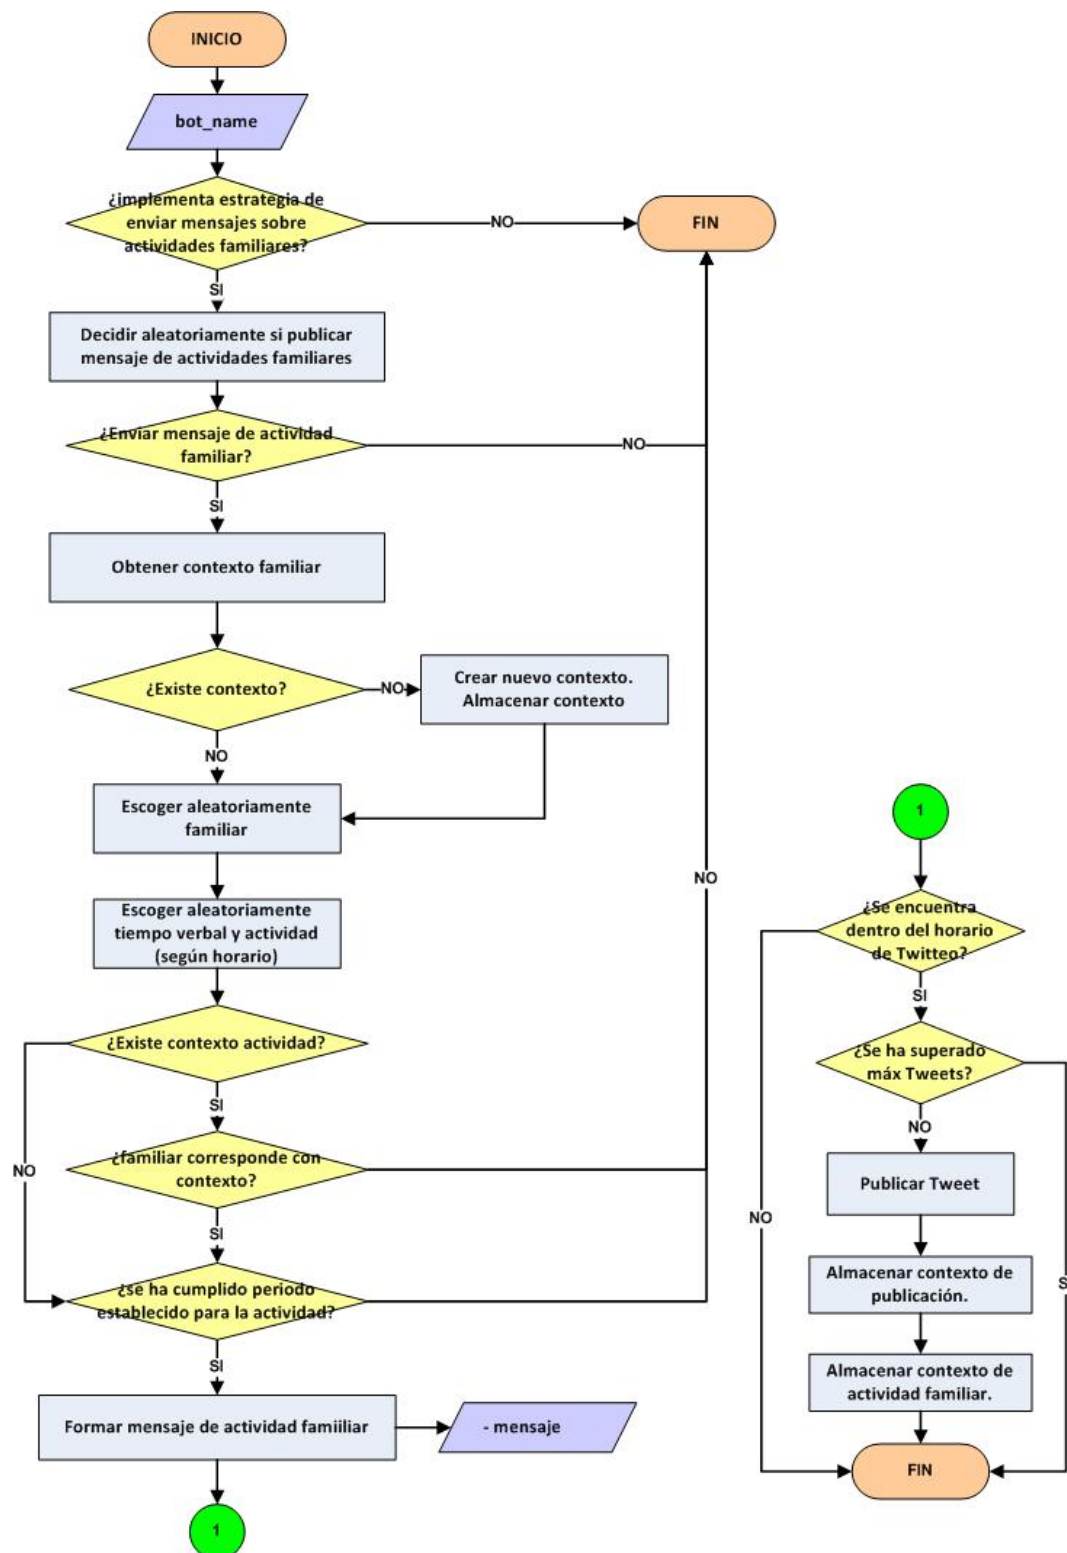 INICIO
bot_name
¿implementa estrategia de
enviar mensajes sobre
actividades familiares?
NO
FIN
SI
Decidir aleatoriamente si publicar
mensaje de actividades familiares
¿Enviar mensaje de actividad
familiar?
NO
SI
Obtener contexto familiar
¿Existe contexto?
NO
Crear nuevo contexto.
Almacenar contexto
NO
Escoger aleatoriamente
familiar
Escoger aleatoriamente
tiempo verbal y actividad
(según horario)
NO
¿Existe contexto actividad?
SI
NO
¿familiar corresponde con
contexto?
SI
¿se ha cumplido periodo
establecido para la actividad?
SI
Formar mensaje de actividad famiiliar
- mensaje
1
1
¿Se encuentra
dentro del horario
de Twitteo?
SI
¿Se ha superado
máx Tweets?
NO
Publicar Tweet
NO
Almacenar contexto de
publicación.
S
Almacenar contexto de
actividad familiar.
FIN